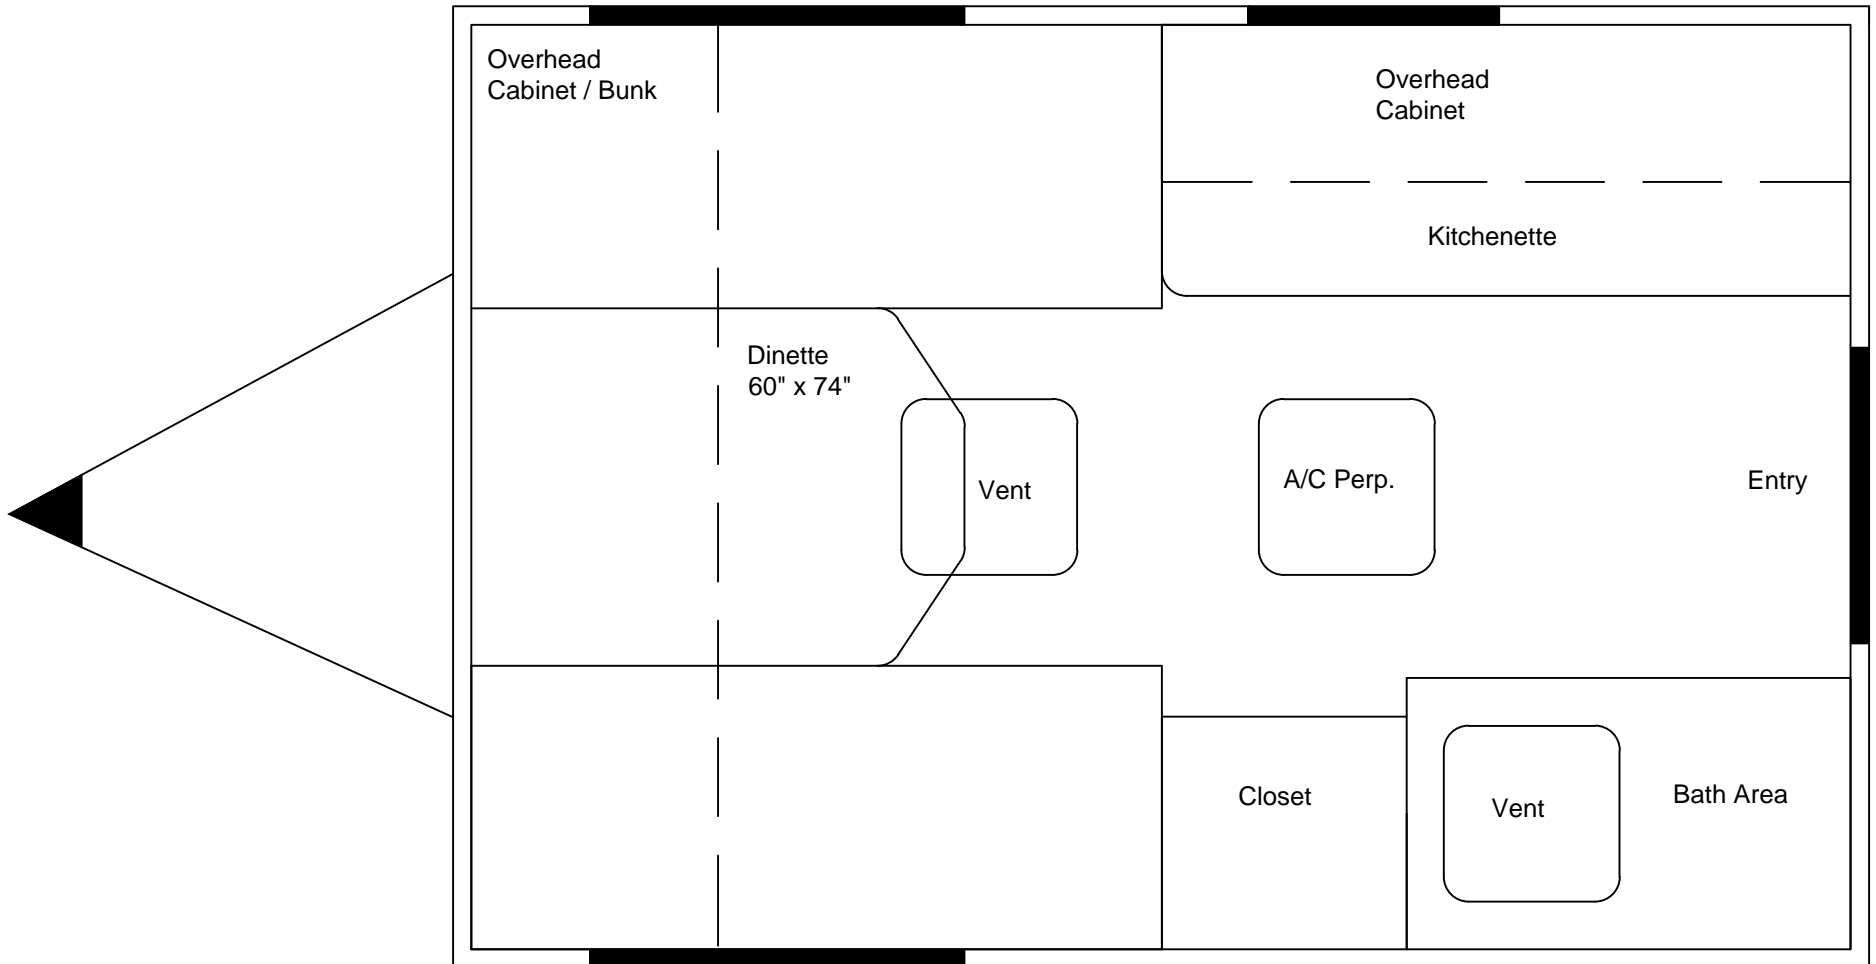 Overhead
Cabinet / Bunk
Overhead
Cabinet
Kitchenette
Dinette
60" x 74"
Vent
A/C Perp.
Entry
Closet
Vent
Bath Area